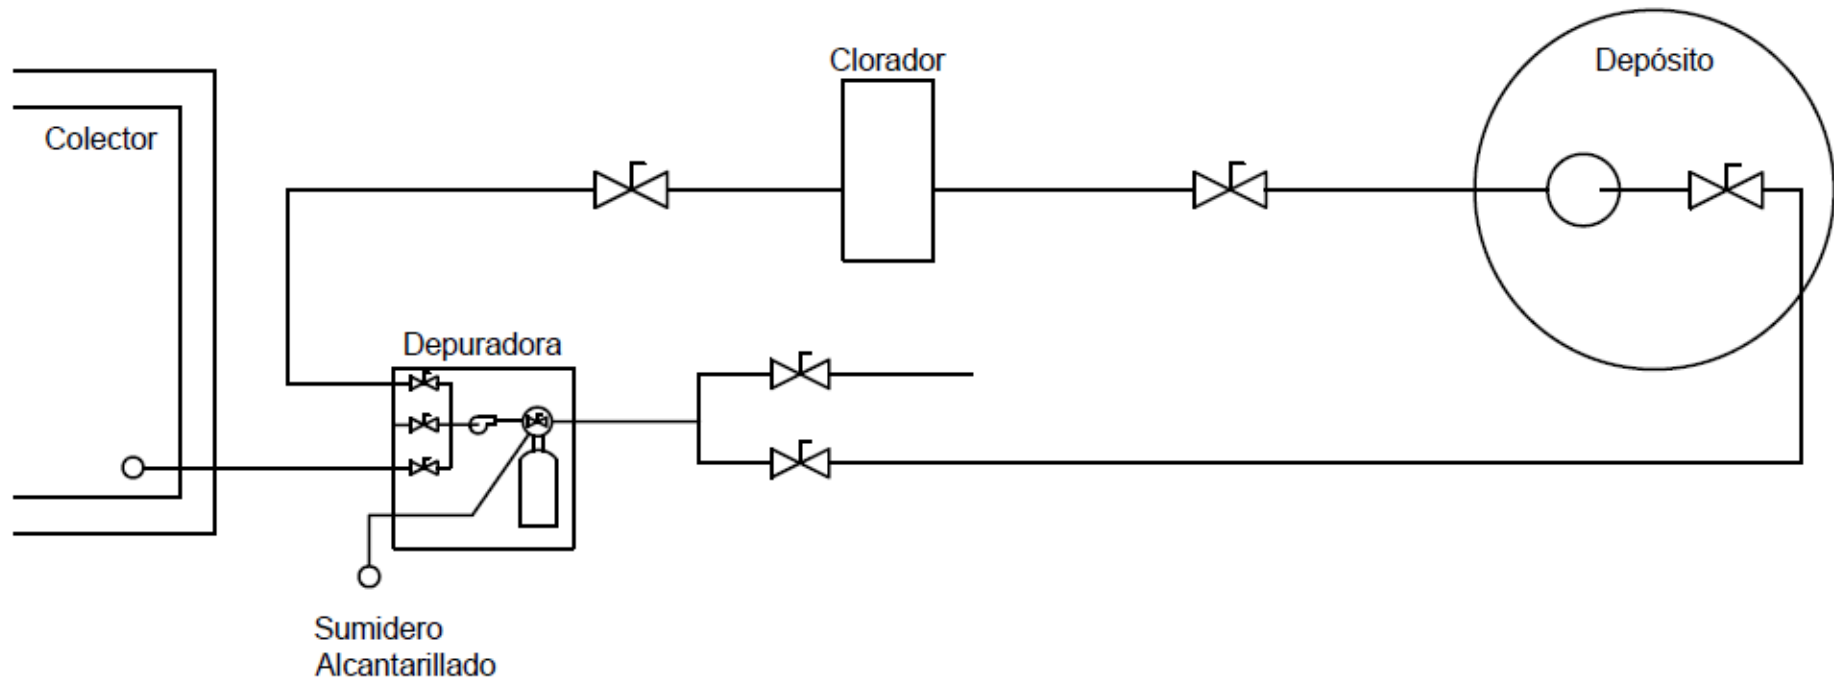 Clorador
Depósito
Colector
Depuradora
Sumidero
Alcantarillado